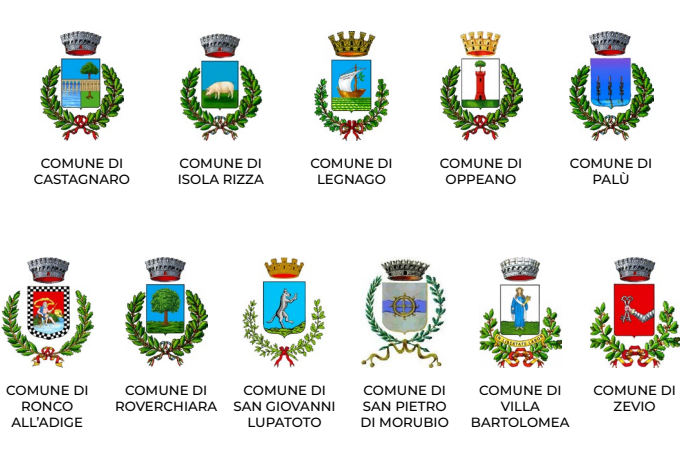 COMUNE DI
CASTAGNARO
COMUNE DI
ISOLA RIZZA
COMUNE DI
LEGNAGO
COMUNE DI
OPPEANO
COMUNE DI
PALÙ
COMUNE DI
RONCO
ALL'ADIGE
COMUNE DI
ROVERCHIARA
COMUNE DI
SAN GIOVANNI
LUPATOTO
COMUNE DI
SAN PIETRO
DI MORUBIO
COMUNE DI
VILLA
BARTOLOMEA
COMUNE DI
ZEVIO